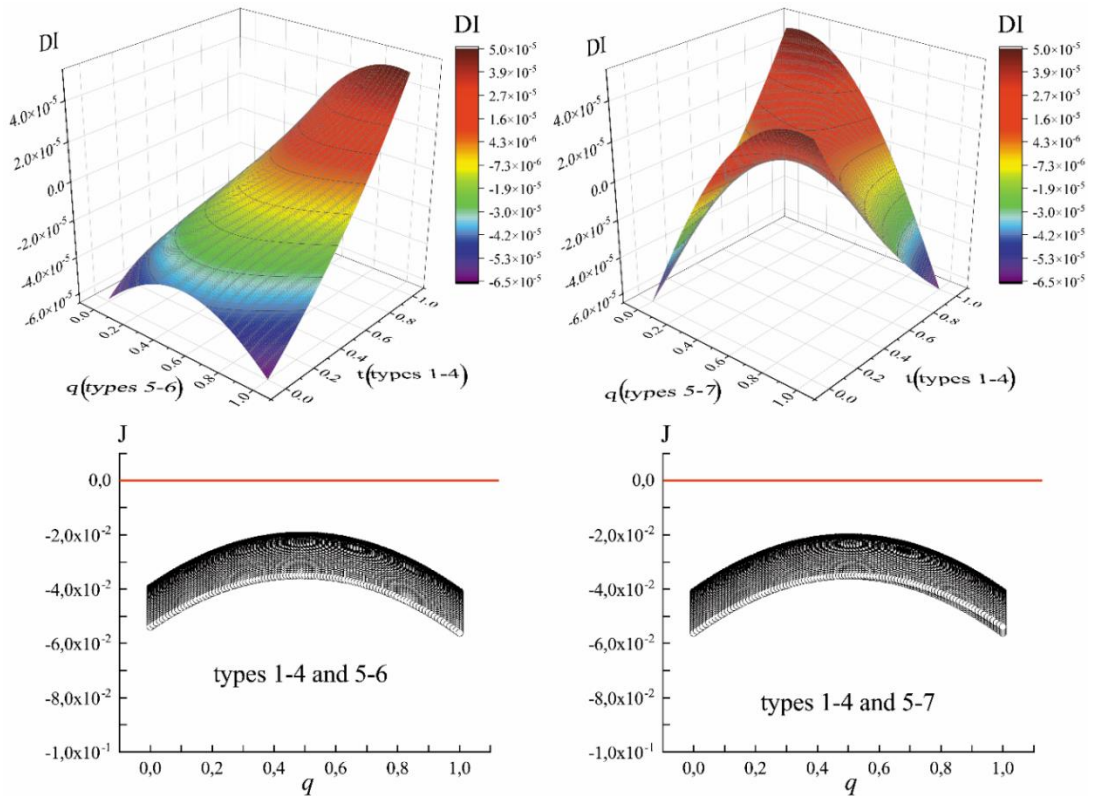 DI
DI
4.0×10⁻⁵
2.0×10⁻⁵
0.0
-2.0×10⁻⁵
-4.0×10⁻⁵
-6.0×10⁻⁵
0.0
0.2
0.4
0.6
0.8
1.0
q(types 5-6)
0.0
0.2
0.4
0.6
0.8
1.0
t(types 1-4)
5.0×10⁻⁵
3.9×10⁻⁵
2.7×10⁻⁵
1.6×10⁻⁵
4.3×10⁻⁶
-7.3×10⁻⁶
-1.9×10⁻⁵
-3.0×10⁻⁵
-4.2×10⁻⁵
-5.3×10⁻⁵
-6.5×10⁻⁵
DI
DI
4.0×10⁻⁵
2.0×10⁻⁵
0.0
-2.0×10⁻⁵
-4.0×10⁻⁵
-6.0×10⁻⁵
0.0
0.2
0.4
0.6
0.8
1.0
q(types 5-7)
0.0
0.2
0.4
0.6
0.8
1.0
t(types 1-4)
5.0×10⁻⁵
3.9×10⁻⁵
2.7×10⁻⁵
1.6×10⁻⁵
4.3×10⁻⁶
-7.3×10⁻⁶
-1.9×10⁻⁵
-3.0×10⁻⁵
-4.2×10⁻⁵
-5.3×10⁻⁵
-6.5×10⁻⁵
J
0,0
-2,0x10⁻²
-4,0x10⁻²
-6,0x10⁻²
-8,0x10⁻²
-1,0x10⁻¹
types 1-4 and 5-6
0,0 0,2 0,4 0,6 0,8 1,0
q
J
0,0
-2,0x10⁻²
-4,0x10⁻²
-6,0x10⁻²
-8,0x10⁻²
-1,0x10⁻¹
types 1-4 and 5-7
0,0 0,2 0,4 0,6 0,8 1,0
q